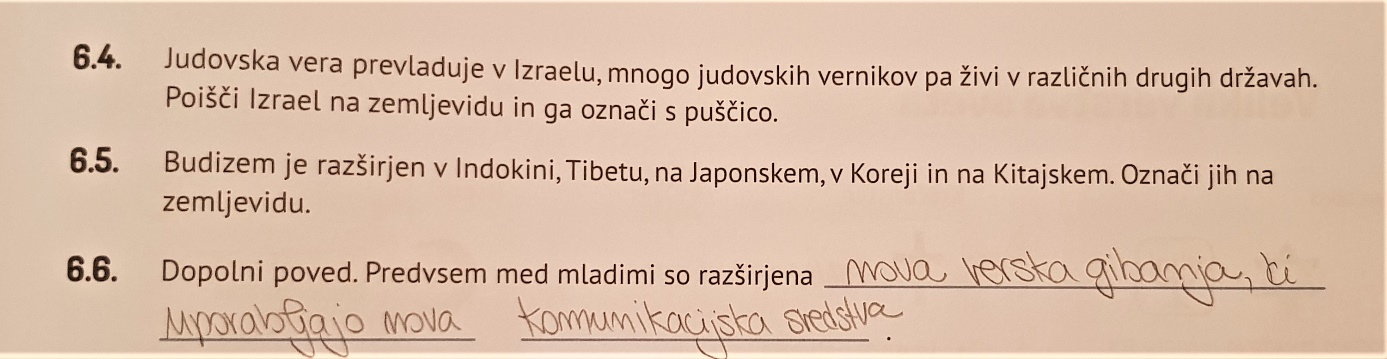 6.4. Judovska vera prevladuje v Izraelu, mnogo judovskih vernikov pa živi v različnih drugih državah.
Poišči Izrael na zemljevidu in ga označi s puščico.
6.5. Budizem je razširjen v Indokini, Tibetu, na Japonskem, v Koreji in na Kitajskem. Označi jih na
zemljevidu.
6.6. Dopolni poved. Predvsem med mladimi so razširjena nova verska gibanja, ki
uporabljajo nova komunikacijska sredstva.